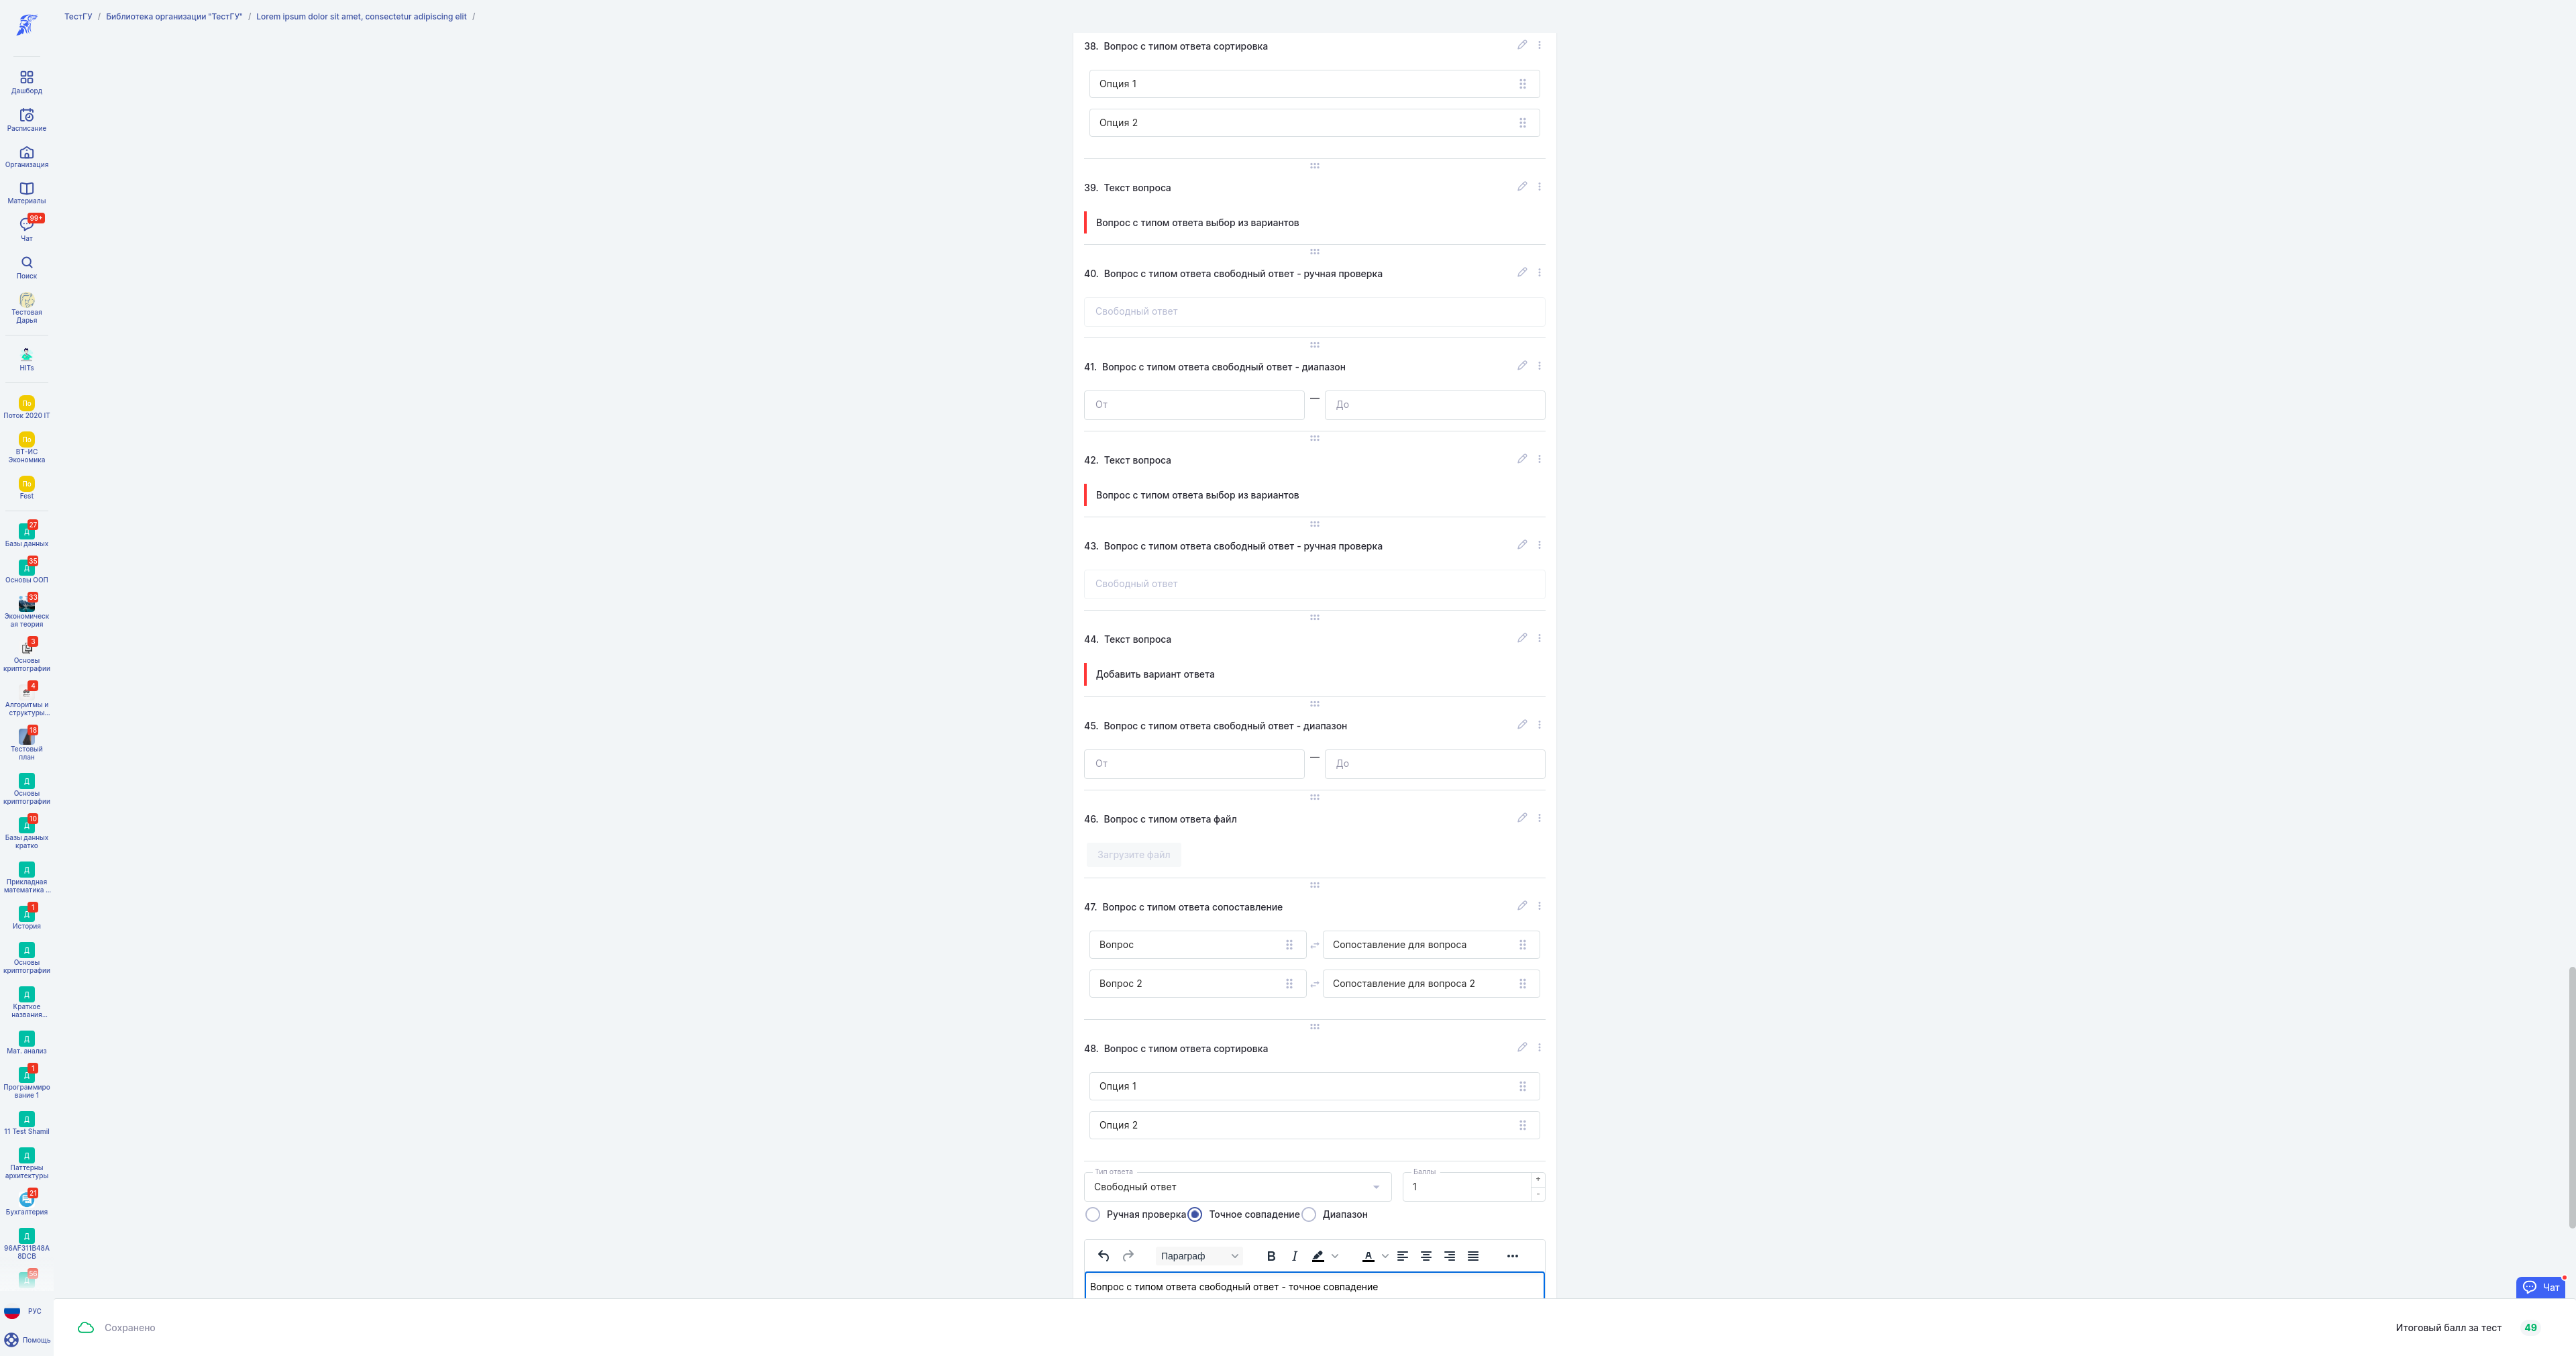 ТестГУ / Библиотека организации "ТестГУ" / Lorem ipsum dolor sit amet, consectetur adipiscing elit /
Дашборд
Расписание
Организация
Материалы
99+
Чат
Поиск
Тестовая
Дарья
HITs
По
Поток 2020 IT
По
ВТ-ИС
Экономика
По
Fest
27
Д
Базы данных
35
Д
Основы ООП
33
Экономическ
ая теория
3
Основы
криптографии
4
Алгоритмы и
структуры...
18
Тестовый
план
Д
Основы
криптографии
10
Д
Базы данных
кратко
Д
Прикладная
математика ...
1
Д
История
Д
Основы
криптографии
Д
Краткое
названия...
Д
Мат. анализ
1
Д
Программиро
вание 1
Д
11 Test Shamil
Д
Паттерны
архитектуры
21
Бухгалтерия
Д
96AF311B48A
8DCB
56
Д
РУС
Помощь
38. Вопрос с типом ответа сортировка
Опция 1
Опция 2
39. Текст вопроса
Вопрос с типом ответа выбор из вариантов
40. Вопрос с типом ответа свободный ответ - ручная проверка
Свободный ответ
41. Вопрос с типом ответа свободный ответ - диапазон
От — До
42. Текст вопроса
Вопрос с типом ответа выбор из вариантов
43. Вопрос с типом ответа свободный ответ - ручная проверка
Свободный ответ
44. Текст вопроса
Добавить вариант ответа
45. Вопрос с типом ответа свободный ответ - диапазон
От — До
46. Вопрос с типом ответа файл
Загрузите файл
47. Вопрос с типом ответа сопоставление
Вопрос Сопоставление для вопроса
Вопрос 2 Сопоставление для вопроса 2
48. Вопрос с типом ответа сортировка
Опция 1
Опция 2
Тип ответа Баллы
Свободный ответ 1 + -
Ручная проверка Точное совпадение Диапазон
Параграф B I A
Вопрос с типом ответа свободный ответ - точное совпадение
Чат
Сохранено Итоговый балл за тест 49